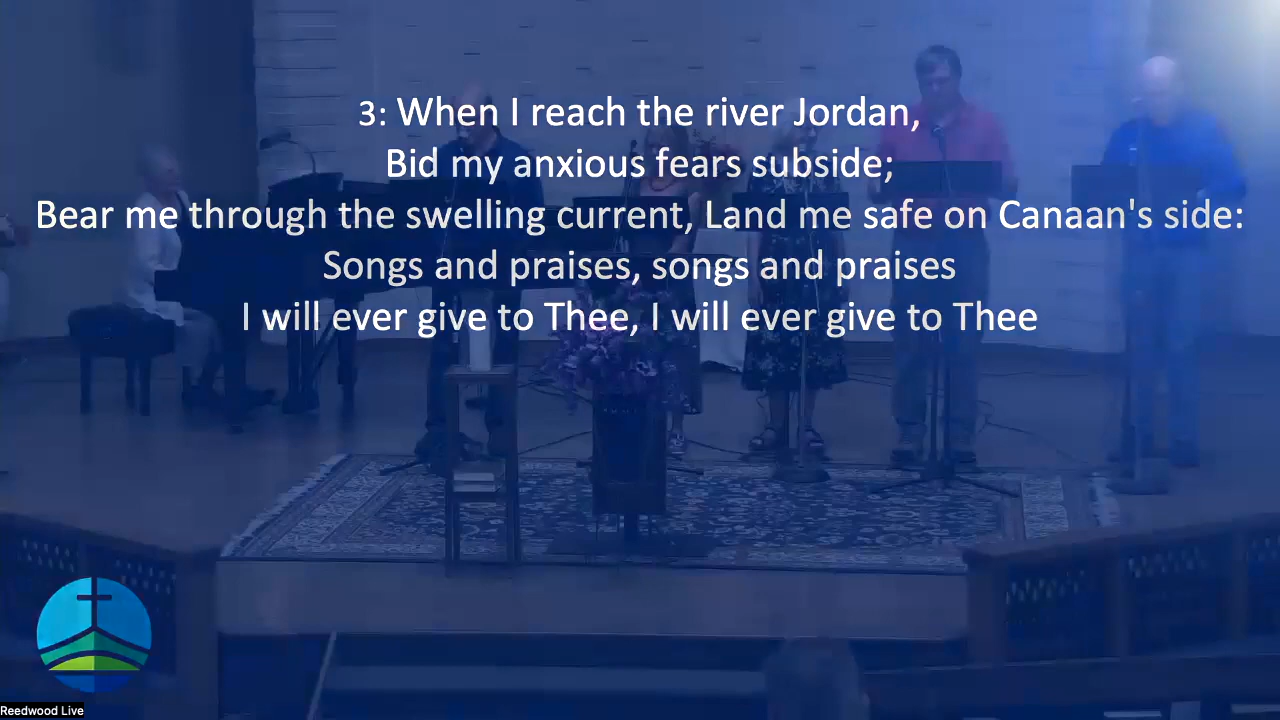 3: When I reach the river Jordan,
Bid my anxious fears subside;
Bear me through the swelling current, Land me safe on Canaan's side:
Songs and praises, songs and praises
I will ever give to Thee, I will ever give to Thee
Reedwood Live